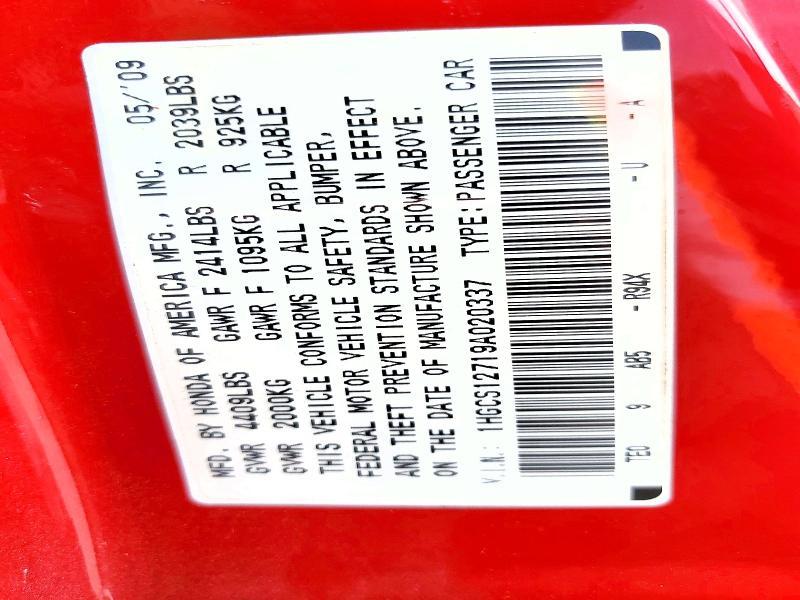 MFD. BY HONDA OF AMERICA MFG., INC. 05/'09
GVWR 4409LBS GAWR F 2414LBS R 2039LBS
GVWR 2000KG GAWR F 1095KG R 925KG
THIS VEHICLE CONFORMS TO ALL APPLICABLE
FEDERAL MOTOR VEHICLE SAFETY, BUMPER,
AND THEFT PREVENTION STANDARDS IN EFFECT
ON THE DATE OF MANUFACTURE SHOWN ABOVE.
V.I.N.: 1HGCS12719A020337 TYPE:PASSENGER CAR
TE0 9 AB5 -R94X -U -A